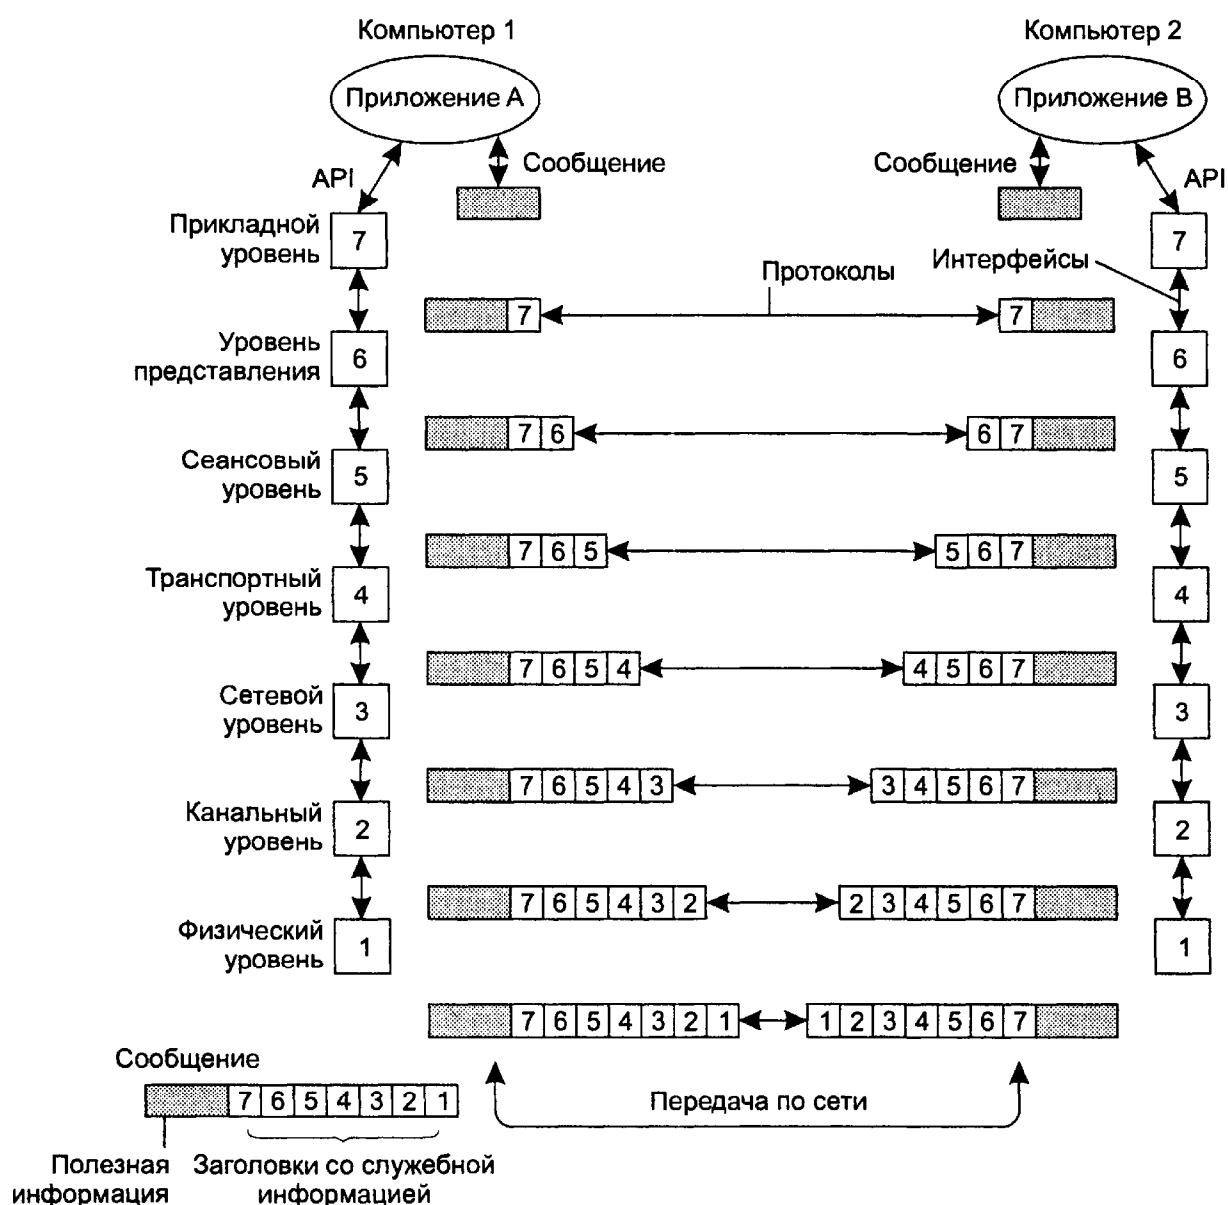 Компьютер 1
Компьютер 2
Приложение А
Приложение В
Сообщение
Сообщение
API
API
Прикладной
уровень
7
7
Протоколы
Интерфейсы
7
7
Уровень
представления
6
6
7 6
6 7
Сеансовый
уровень
5
5
7 6 5
5 6 7
Транспортный
уровень
4
4
7 6 5 4
4 5 6 7
Сетевой
уровень
3
3
7 6 5 4 3
3 4 5 6 7
Канальный
уровень
2
2
7 6 5 4 3 2
2 3 4 5 6 7
Физический
уровень
1
1
7 6 5 4 3 2 1
1 2 3 4 5 6 7
Сообщение
7 6 5 4 3 2 1
Передача по сети
Полезная
информация
Заголовки со служебной
информацией